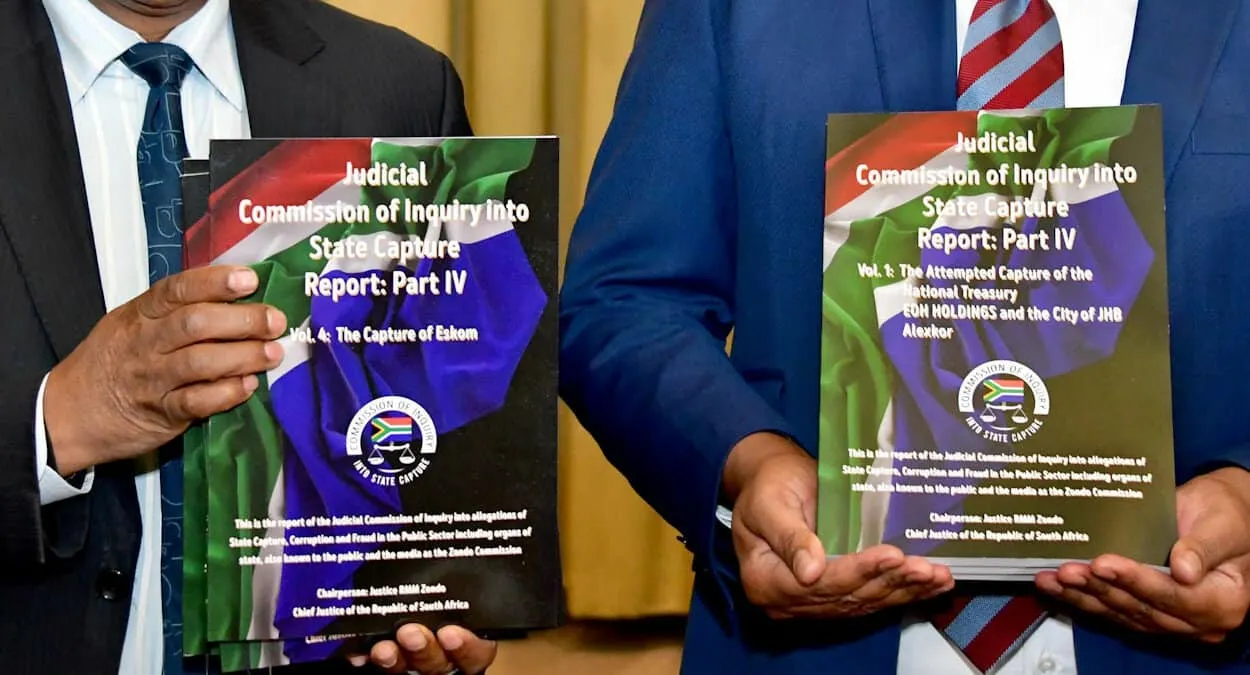 Judicial
Commission of Inquiry into
State Capture
Report: Part IV
Vol. 4: The Capture of Eskom
COMMISSION OF INQUIRY
INTO STATE CAPTURE
This is the report of the Judicial Commission of Inquiry into allegations of
State Capture, Corruption and Fraud in the Public Sector including organs of
state, also known to the public and the media as the Zondo Commission
Chairperson: Justice RMM Zondo
Chief Justice of the Republic of South Africa
Judicial
Commission of Inquiry into
State Capture
Report: Part IV
Vol. 1: The Attempted Capture of the
National Treasury
EOH HOLDINGS and the City of JHB
Alexkor
COMMISSION OF INQUIRY
INTO STATE CAPTURE
This is the report of the Judicial Commission of Inquiry into allegations of
State Capture, Corruption and Fraud in the Public Sector including organs of
state, also known to the public and the media as the Zondo Commission
Chairperson: Justice RMM Zondo
Chief Justice of the Republic of South Africa